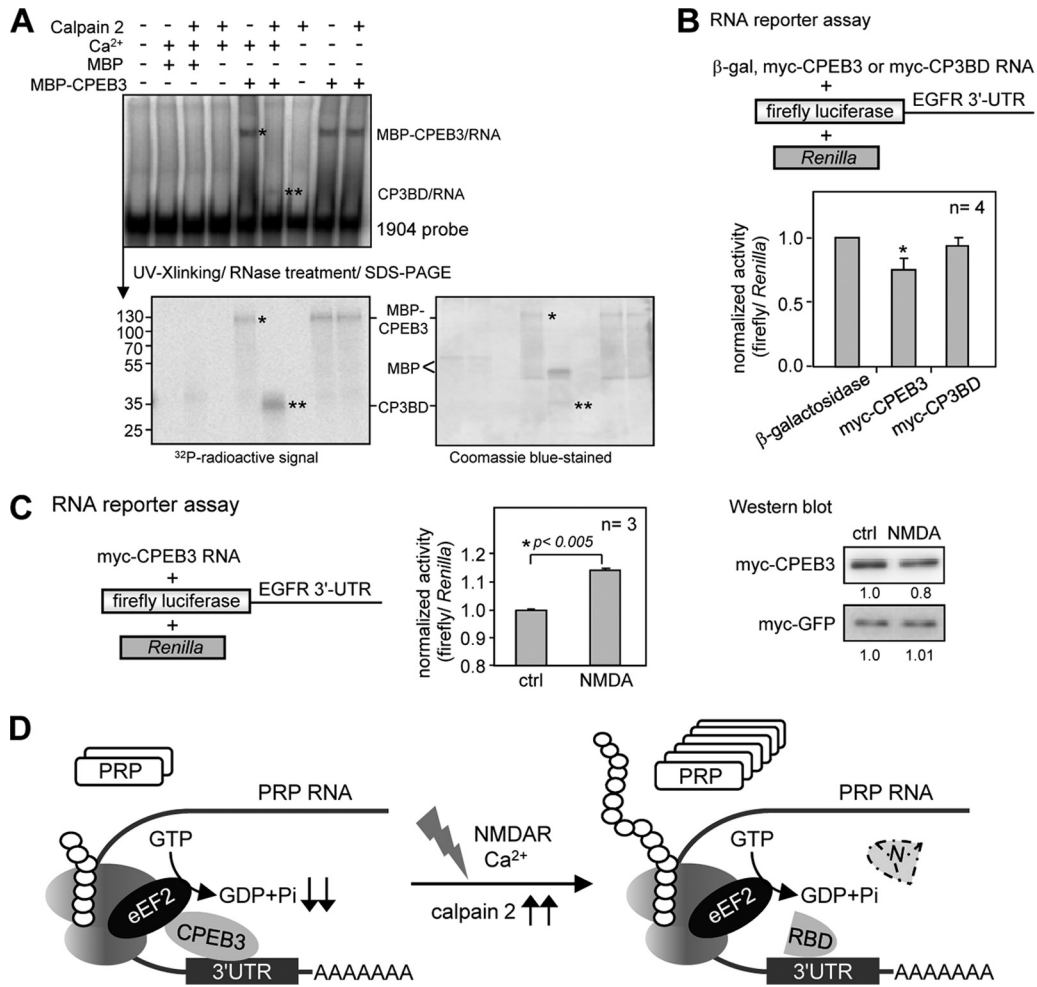 A
Calpain 2 - - + + - + + - +
Ca²⁺ - + + + + + - - -
MBP - + + - - - - - -
MBP-CPEB3 - - - - + + - + +
*
MBP-CPEB3/RNA
**
CP3BD/RNA
1904 probe
UV-Xlinking/ RNase treatment/ SDS-PAGE
130
100
70
55
35
25
*
**
MBP-
CPEB3
MBP <
CP3BD
*
**
³²P-radioactive signal
Coomassie blue-stained
B RNA reporter assay
β-gal, myc-CPEB3 or myc-CP3BD RNA
+
firefly luciferase
EGFR 3'-UTR
+
Renilla
normalized activity
(firefly/ Renilla)
n= 4
1.0
0.5
0.0
*
β-galactosidase
myc-CPEB3
myc-CP3BD
C RNA reporter assay
myc-CPEB3 RNA
+
firefly luciferase
EGFR 3'-UTR
+
Renilla
normalized activity
(firefly/ Renilla)
n= 3
* p< 0.005
1.2
1.1
1.0
0.9
0.8
ctrl NMDA
Western blot
ctrl NMDA
myc-CPEB3
1.0 0.8
myc-GFP
1.0 1.01
D
PRP
PRP RNA
GTP
GDP+Pi
eEF2
CPEB3
3'UTR
AAAAAAA
NMDAR
Ca²⁺
calpain 2
PRP
PRP RNA
GTP
GDP+Pi
eEF2
N
RBD
3'UTR
AAAAAAA